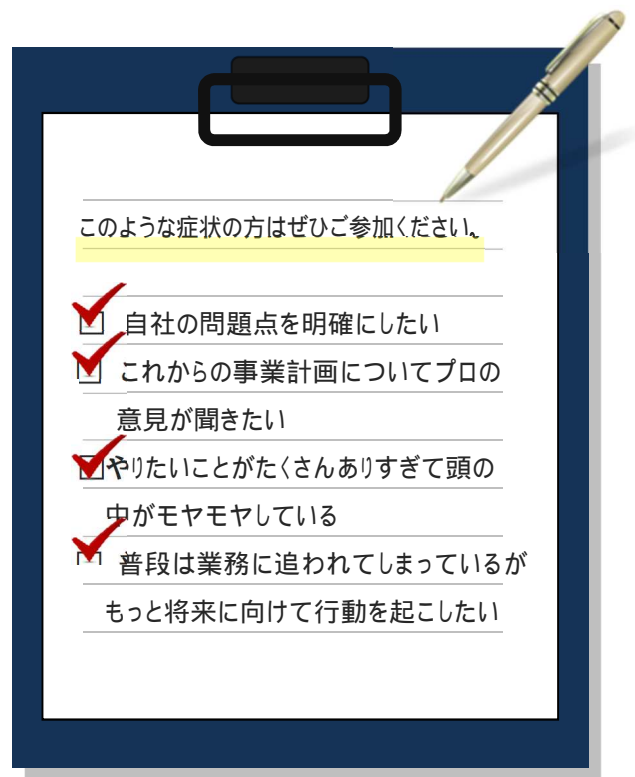 このような症状の方はぜひご参加ください。
自社の問題点を明確にしたい
これからの事業計画についてプロの
意見が聞きたい
やりたいことがたくさんありすぎて頭の
中がモヤモヤしている
普段は業務に追われてしまっているが
もっと将来に向けて行動を起こしたい